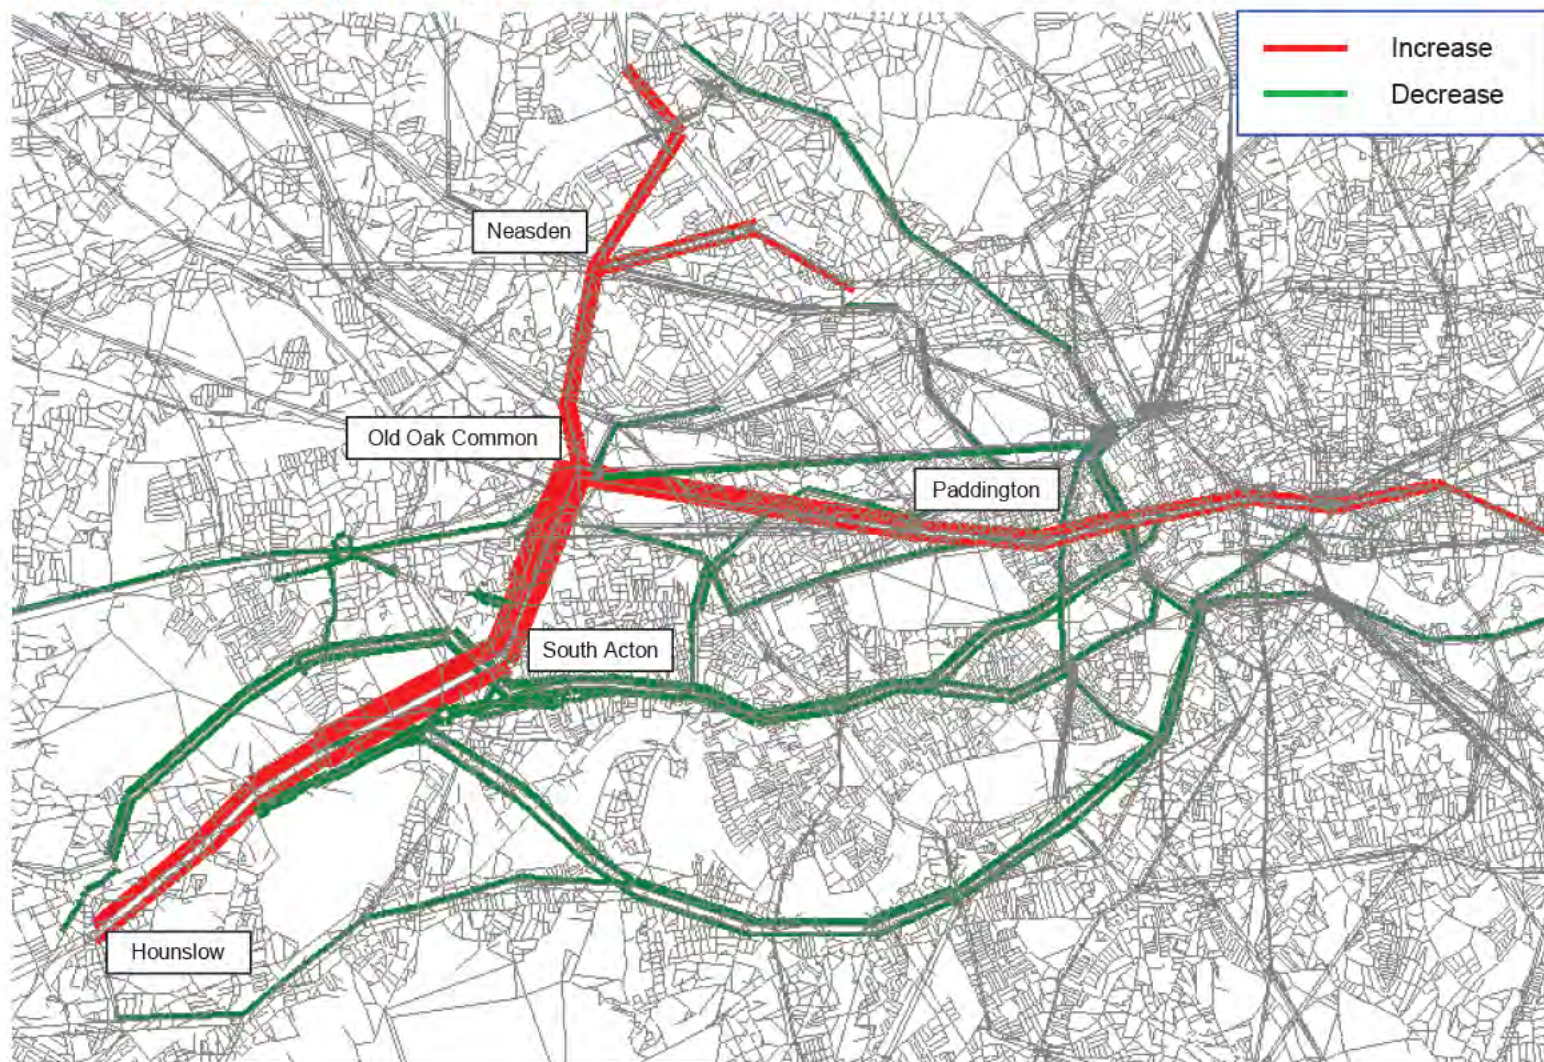 Increase
Decrease
Neasden
Old Oak Common
Paddington
South Acton
Hounslow